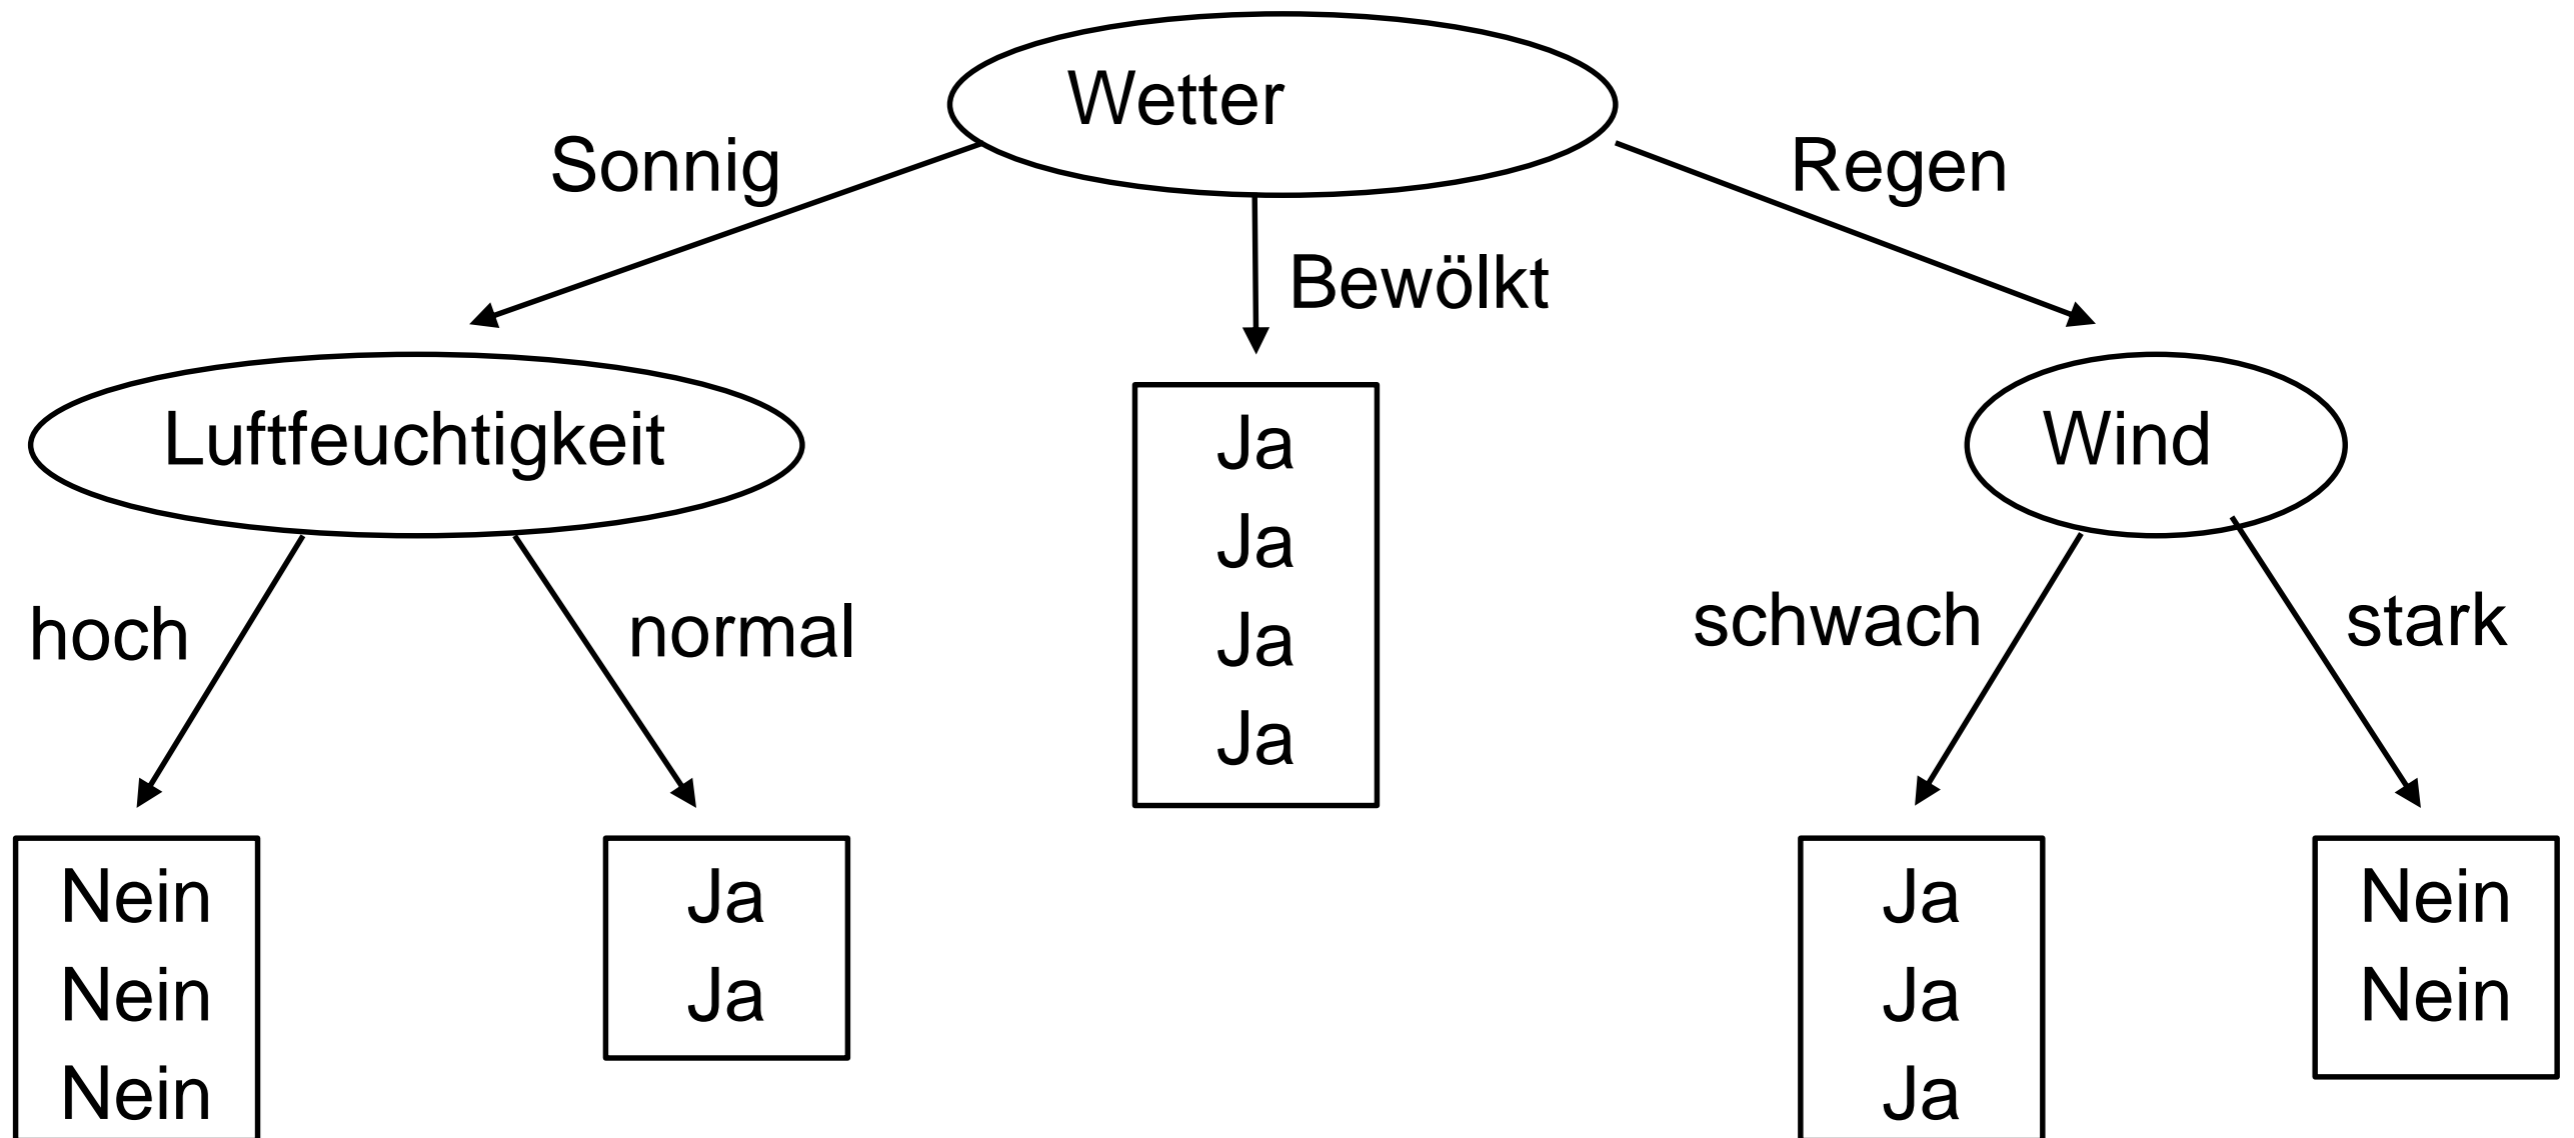 Wetter
Sonnig
Regen
Bewölkt
Luftfeuchtigkeit
Ja
Ja
Ja
Ja
Wind
hoch
normal
schwach
stark
Nein
Nein
Nein
Ja
Ja
Ja
Ja
Ja
Nein
Nein